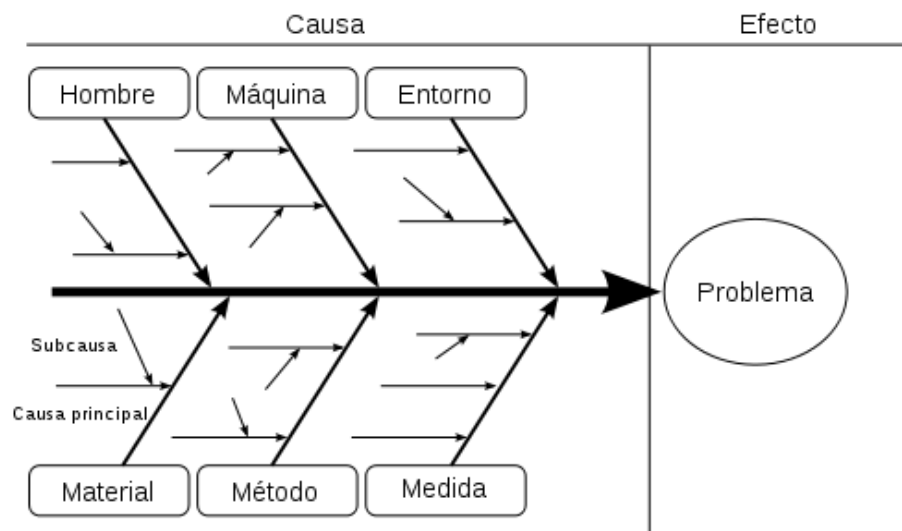 Causa
Efecto
Hombre
Máquina
Entorno
Problema
Subcausa
Causa principal
Material
Método
Medida